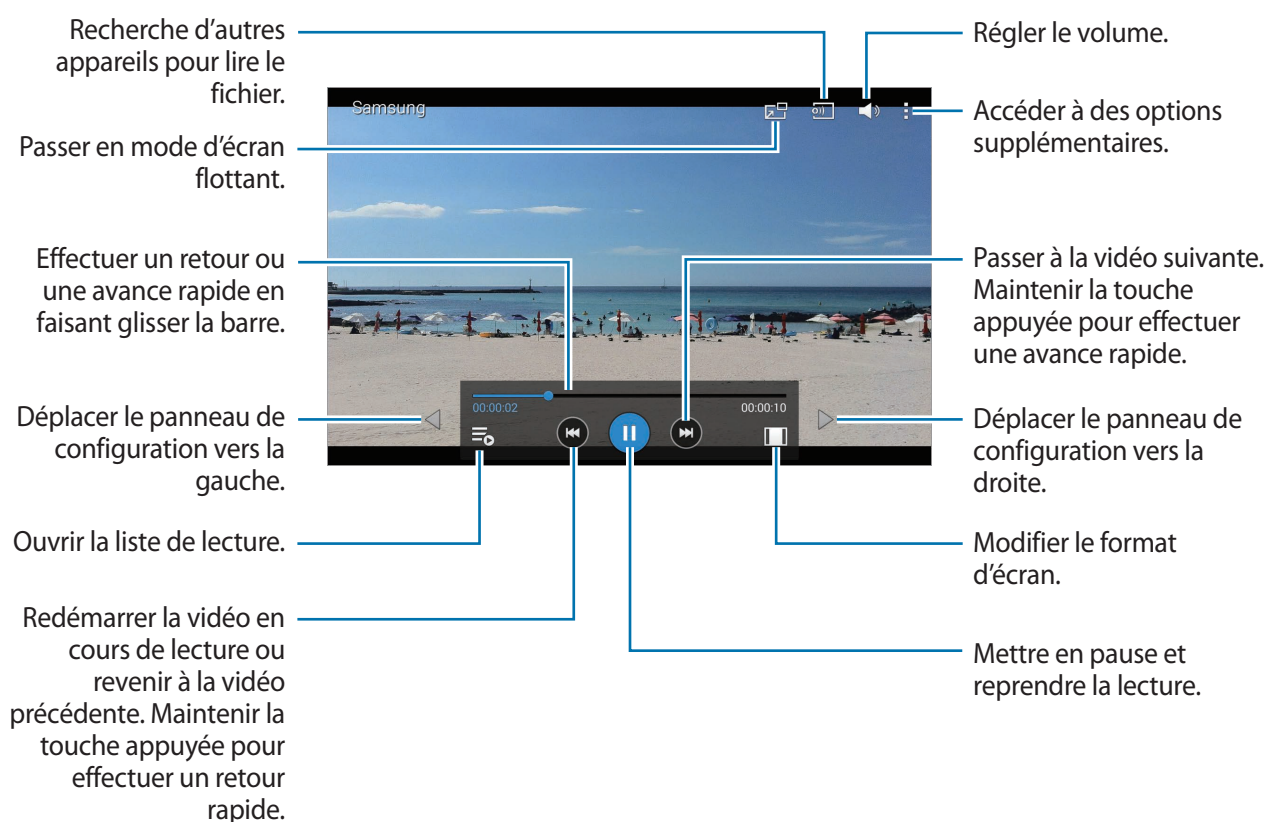 Recherche d'autres
appareils pour lire le
fichier.
Passer en mode d'écran
flottant.
Effectuer un retour ou
une avance rapide en
faisant glisser la barre.
Déplacer le panneau de
configuration vers la
gauche.
Ouvrir la liste de lecture.
Redémarrer la vidéo en
cours de lecture ou
revenir à la vidéo
précédente. Maintenir la
touche appuyée pour
effectuer un retour
rapide.
Samsung
00:00:02
00:00:10
Régler le volume.
Accéder à des options
supplémentaires.
Passer à la vidéo suivante.
Maintenir la touche
appuyée pour effectuer
une avance rapide.
Déplacer le panneau de
configuration vers la
droite.
Modifier le format
d'écran.
Mettre en pause et
reprendre la lecture.